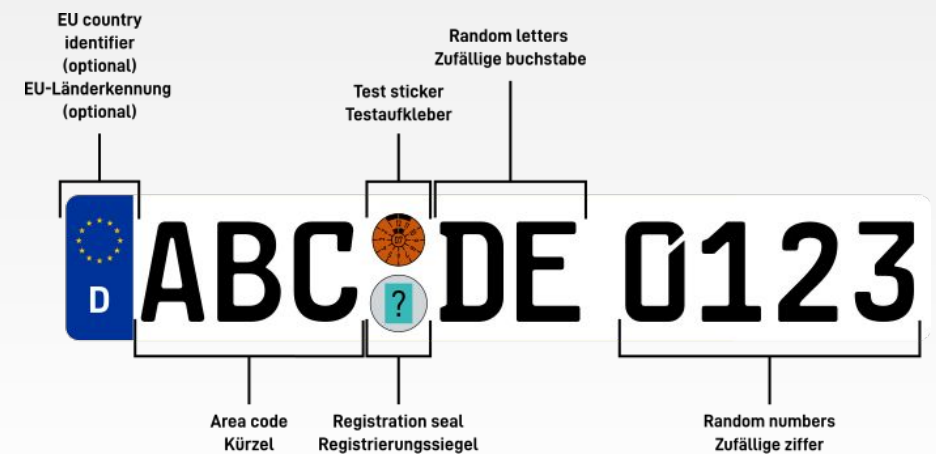 EU country
identifier
(optional)
EU-Länderkennung
(optional)
Random letters
Zufällige buchstabe
Test sticker
Testaufkleber
D ABC ? DE 0123
Area code
Kürzel
Registration seal
Registrierungssiegel
Random numbers
Zufällige ziffer